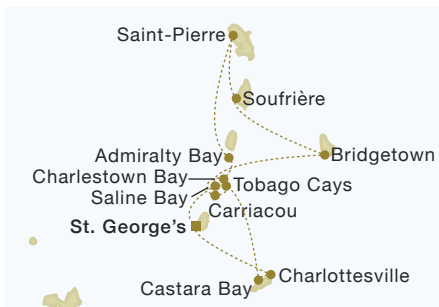 Saint-Pierre
Soufrière
Admiralty Bay
Bridgetown
Charlestown Bay
Saline Bay
Tobago Cays
Carriacou
St. George's
Charlottesville
Castara Bay